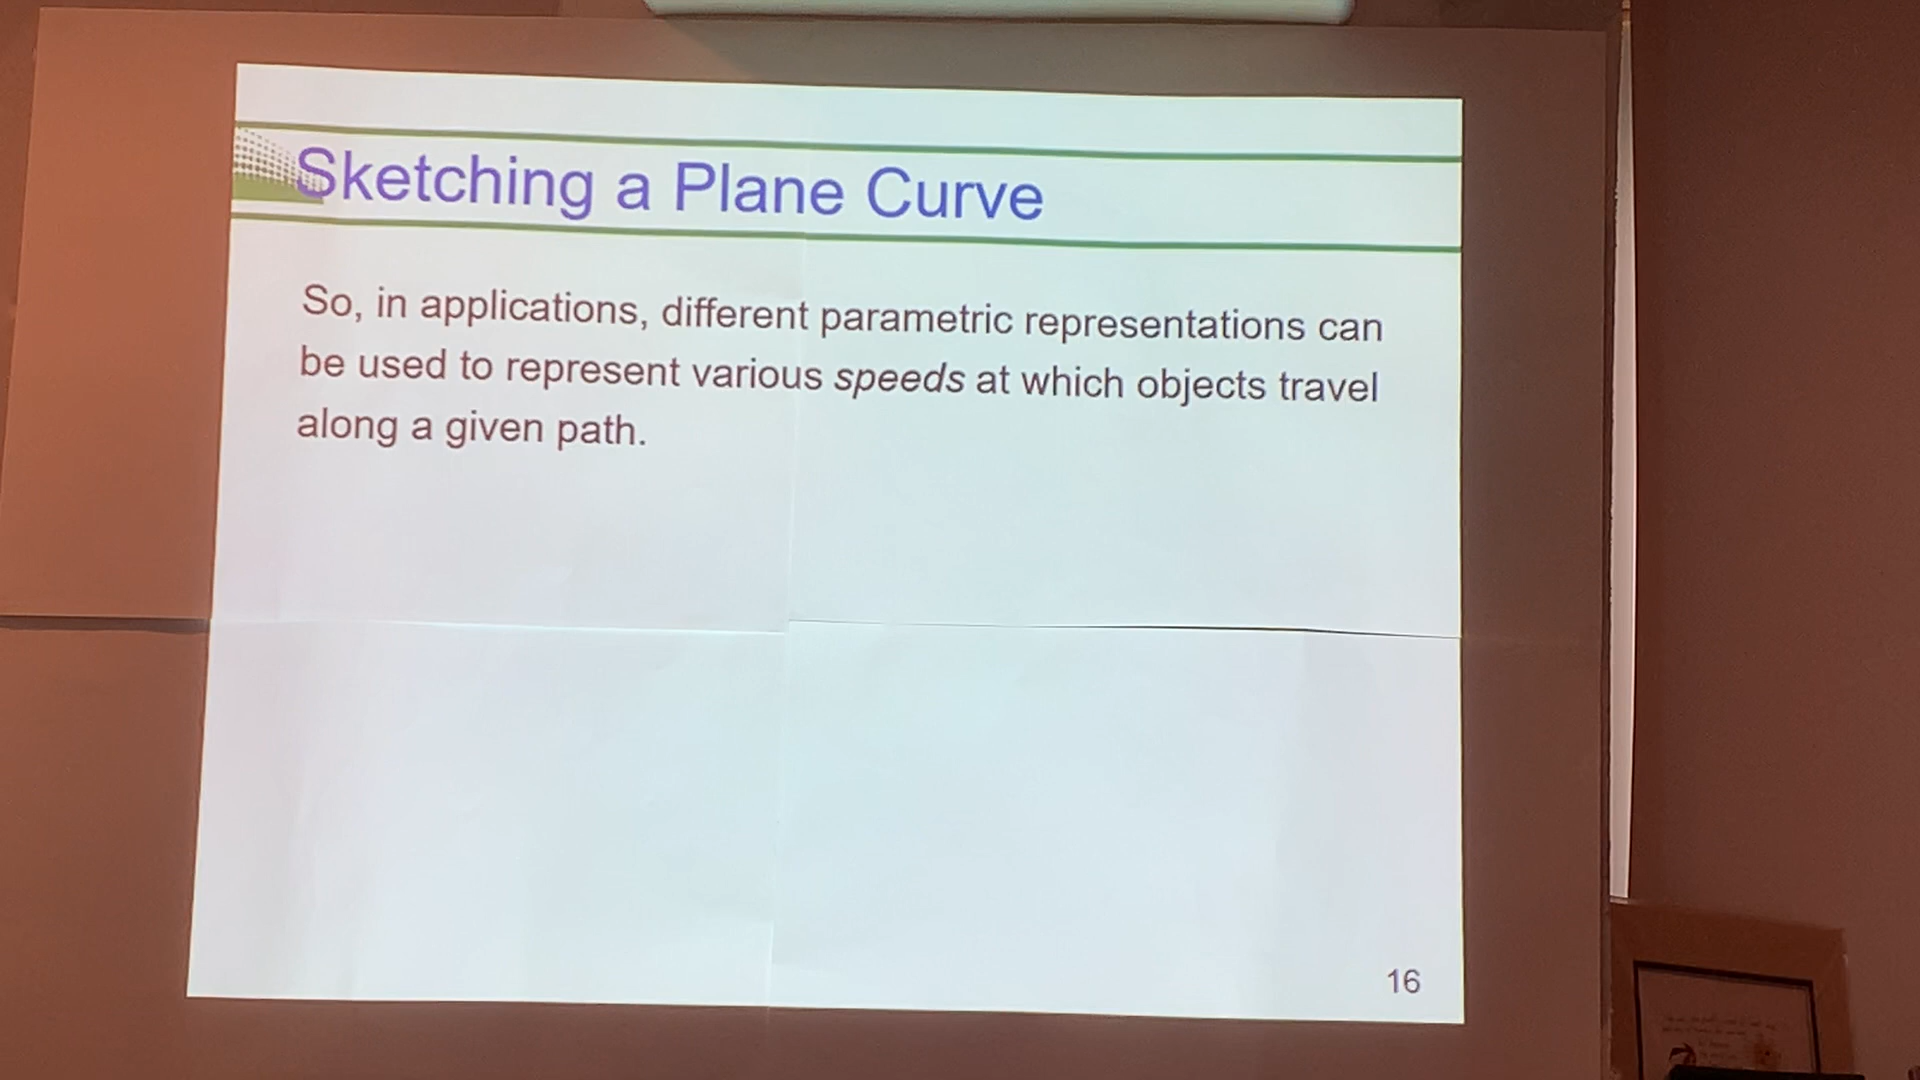 Sketching a Plane Curve
So, in applications, different parametric representations can
be used to represent various speeds at which objects travel
along a given path.
16